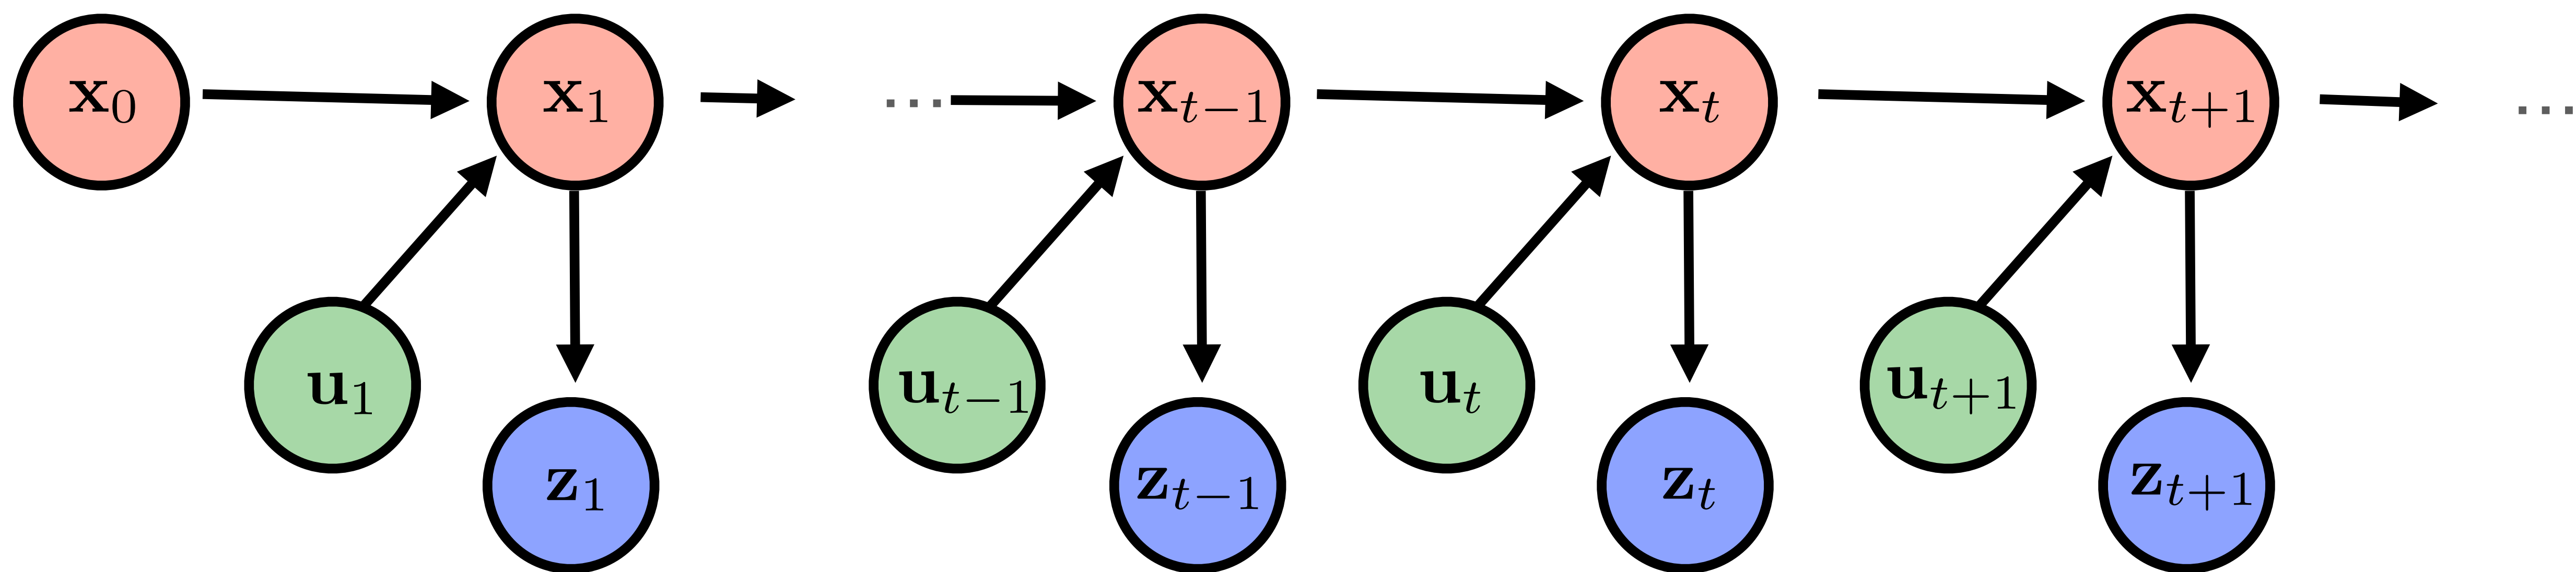 x₀ x₁ ... xₜ₋₁ xₜ xₜ₊₁ ...
u₁ uₜ₋₁ uₜ uₜ₊₁
z₁ zₜ₋₁ zₜ zₜ₊₁